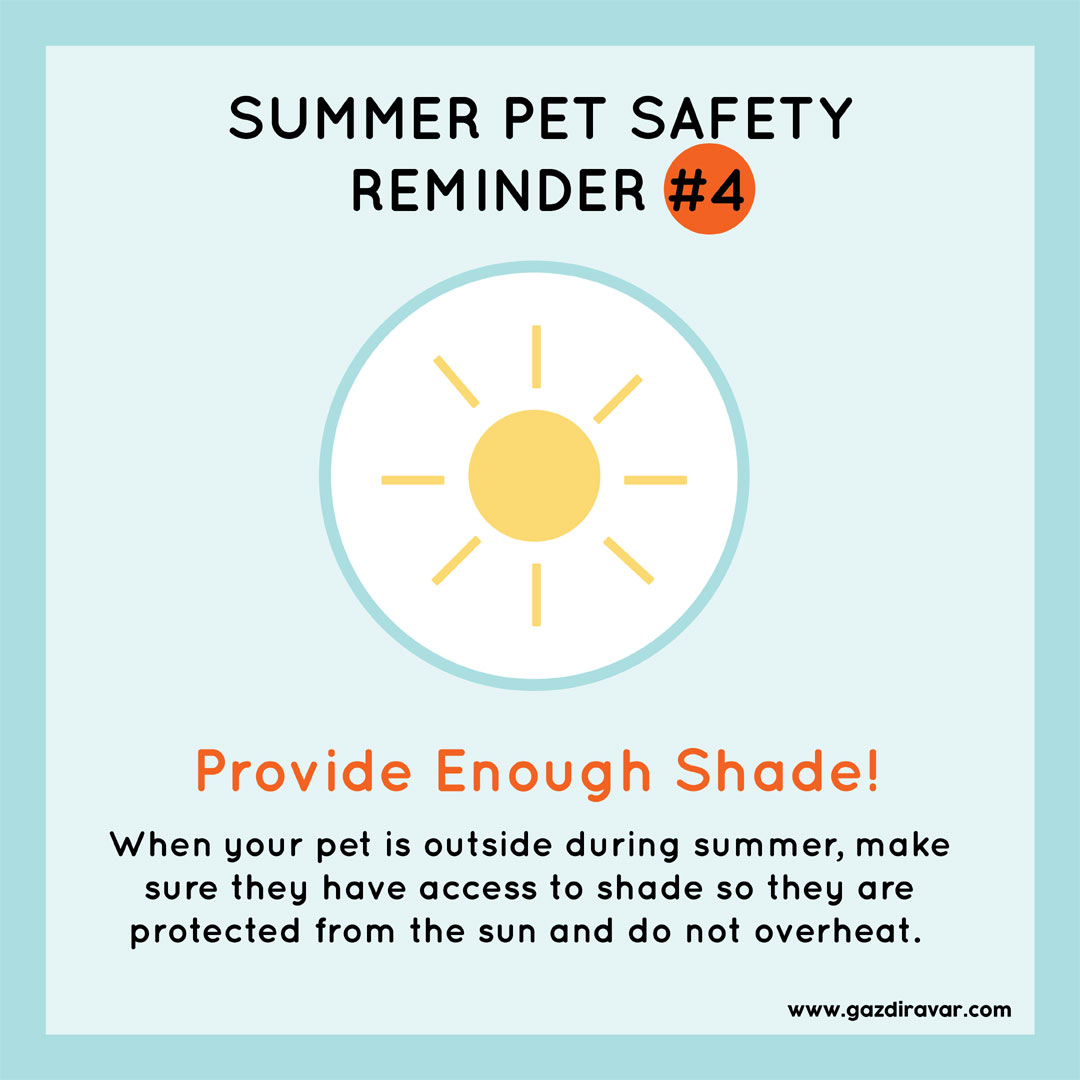 SUMMER PET SAFETY
REMINDER #4
Provide Enough Shade!
When your pet is outside during summer, make
sure they have access to shade so they are
protected from the sun and do not overheat.
www.gazdiravar.com